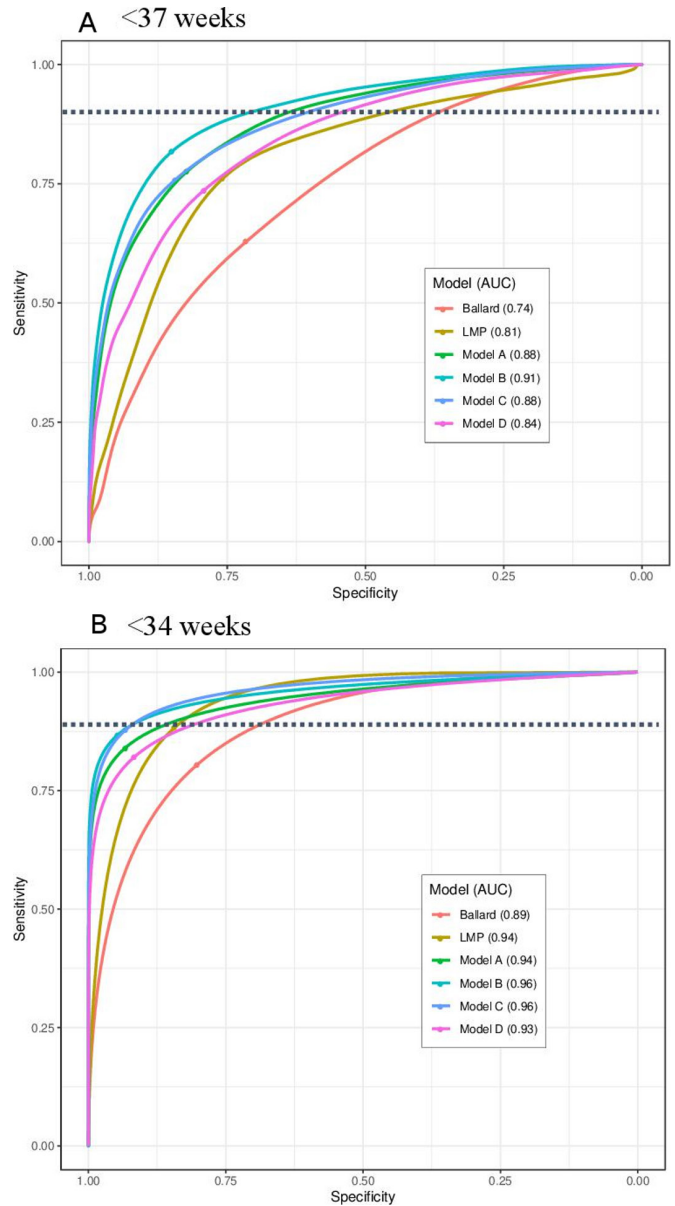 A <37 weeks
1.00
0.75
0.50
0.25
0.00
Sensitivity
Model (AUC)
Ballard (0.74)
LMP (0.81)
Model A (0.88)
Model B (0.91)
Model C (0.88)
Model D (0.84)
1.00 0.75 0.50 0.25 0.00
Specificity
B <34 weeks
1.00
0.75
0.50
0.25
0.00
Sensitivity
Model (AUC)
Ballard (0.89)
LMP (0.94)
Model A (0.94)
Model B (0.96)
Model C (0.96)
Model D (0.93)
1.00 0.75 0.50 0.25 0.00
Specificity